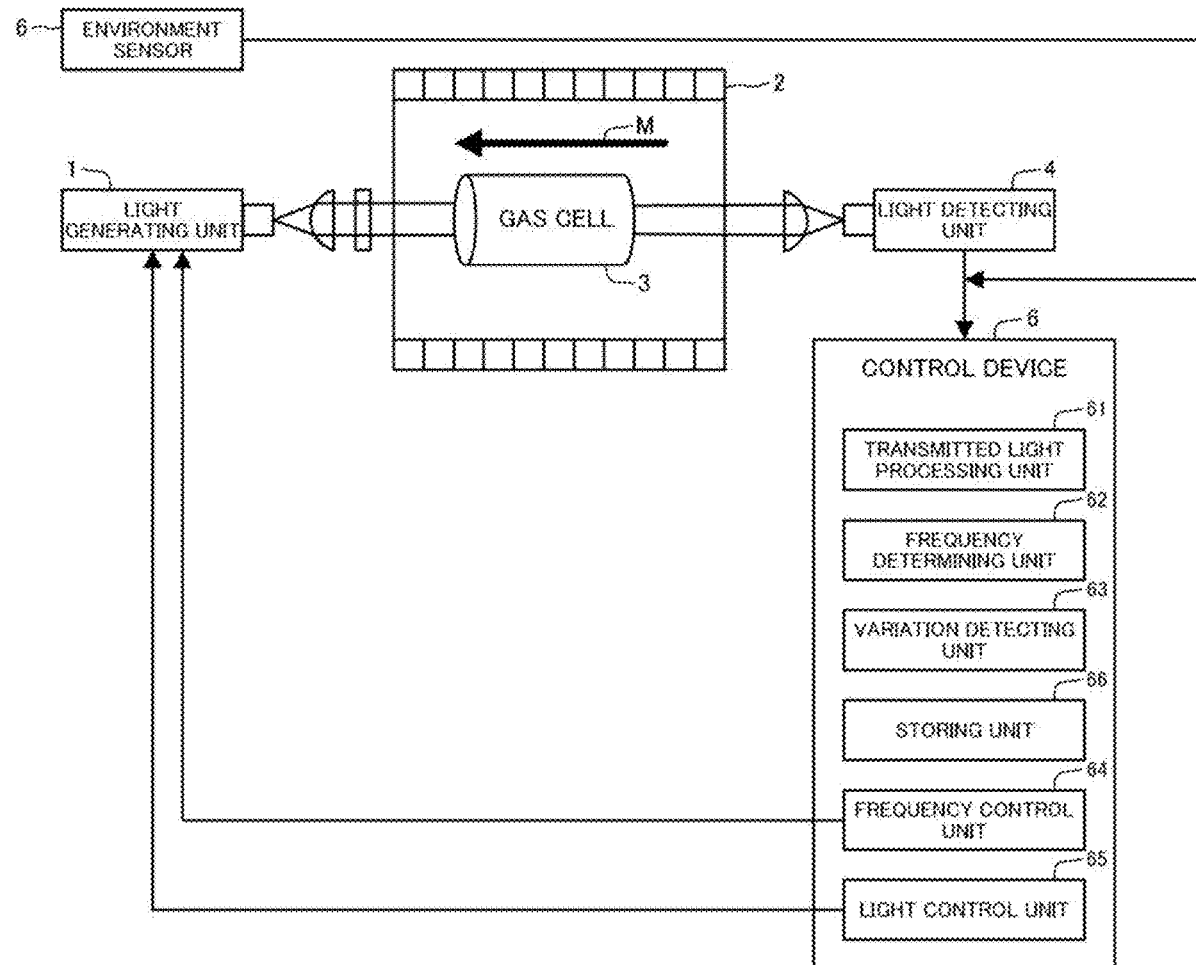 6
ENVIRONMENT
SENSOR
2
M
1
LIGHT
GENERATING UNIT
GAS CELL
3
4
LIGHT DETECTING
UNIT
6
CONTROL DEVICE
61
TRANSMITTED LIGHT
PROCESSING UNIT
62
FREQUENCY
DETERMINING UNIT
63
VARIATION DETECTING
UNIT
66
STORING UNIT
64
FREQUENCY CONTROL
UNIT
65
LIGHT CONTROL UNIT